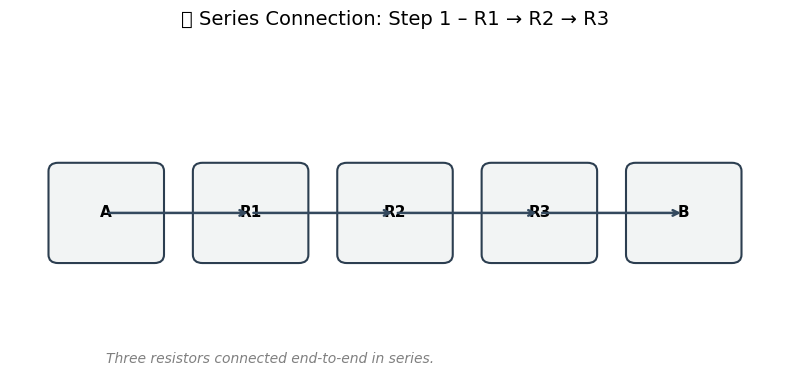 ▯ Series Connection: Step 1 – R1 → R2 → R3
A R1 R2 R3 B
Three resistors connected end-to-end in series.